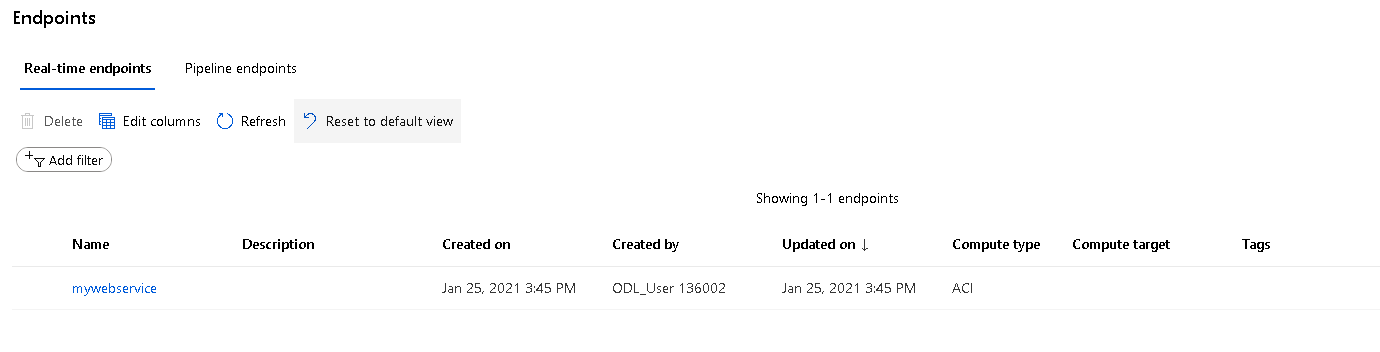 Endpoints
Real-time endpoints Pipeline endpoints
Delete Edit columns Refresh Reset to default view
Add filter
Showing 1-1 endpoints
Name Description Created on Created by Updated on ↓ Compute type Compute target Tags
mywebservice Jan 25, 2021 3:45 PM ODL_User 136002 Jan 25, 2021 3:45 PM ACI